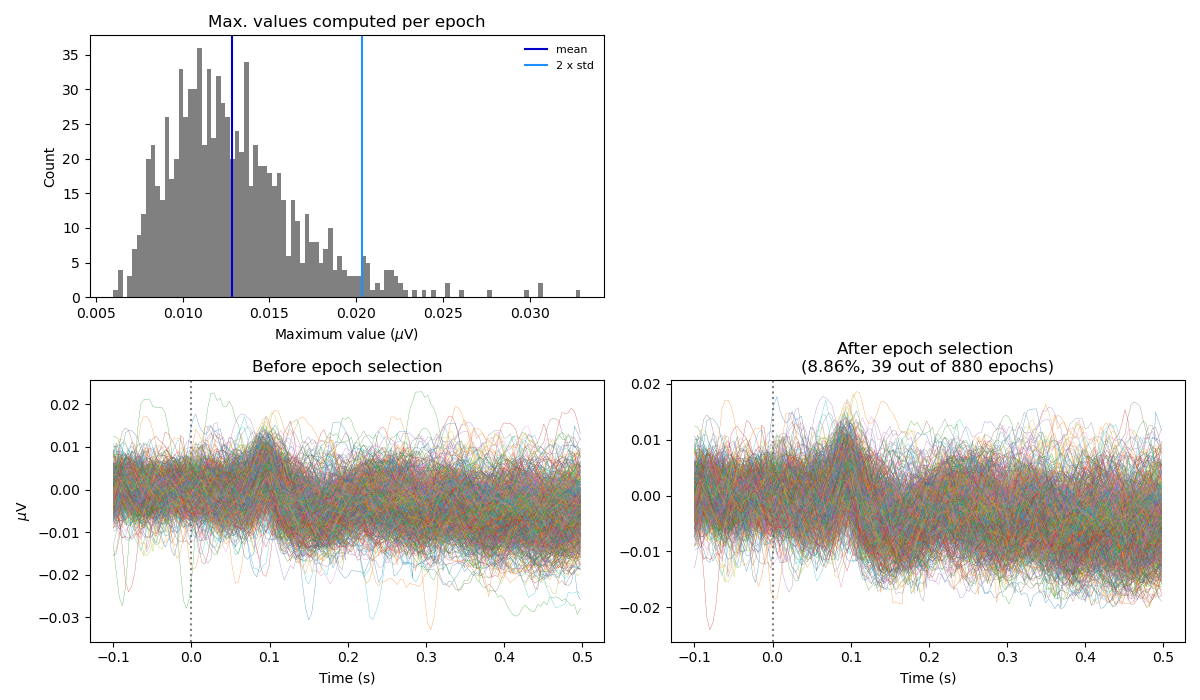 Max. values computed per epoch
Count
35
30
25
20
15
10
5
0
mean
2 x std
0.005 0.010 0.015 0.020 0.025 0.030
Maximum value (μV)
Before epoch selection
μV
0.02
0.01
0.00
−0.01
−0.02
−0.03
−0.1 0.0 0.1 0.2 0.3 0.4 0.5
Time (s)
After epoch selection
(8.86%, 39 out of 880 epochs)
0.02
0.01
0.00
−0.01
−0.02
−0.1 0.0 0.1 0.2 0.3 0.4 0.5
Time (s)